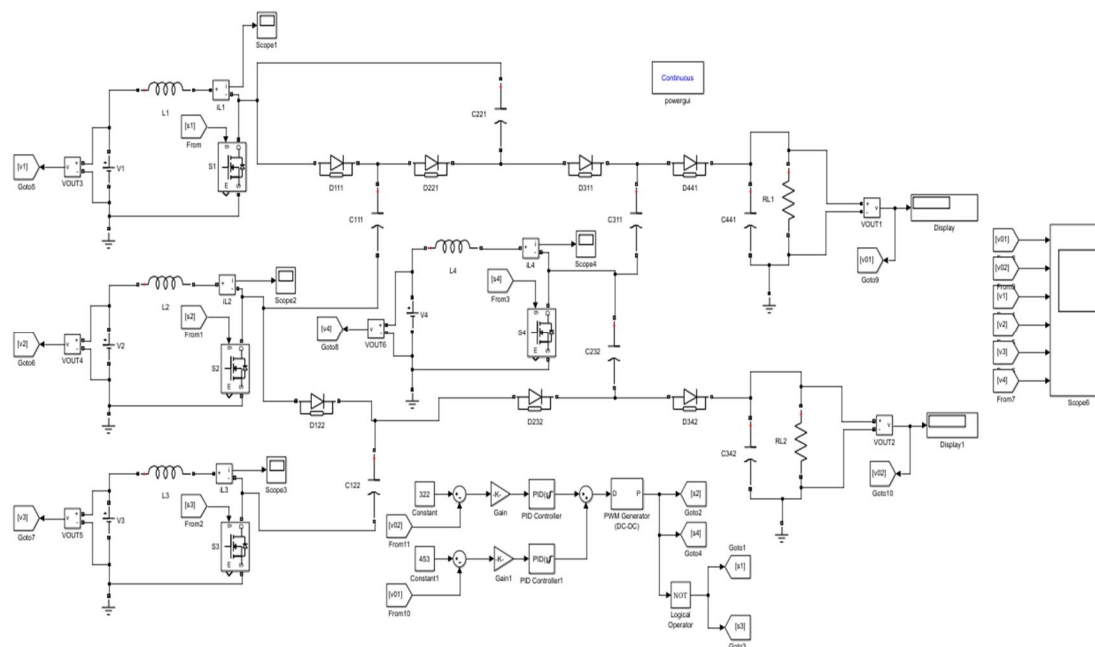 Scope1
Continuous
powergui
L1
iL1
C221
[s1]
From
S1
[v1]
Goto5
VOUT3
V1
D111
D221
D311
D441
C111
C311
C441
RL1
VOUT1
Display
[v01]
Goto9
L4
iL4
Scope4
[s4]
From3
S4
[v4]
Goto8
VOUT6
V4
C232
L2
iL2
Scope2
[s2]
From1
S2
[v2]
Goto6
VOUT4
V2
D122
D232
D342
C342
RL2
VOUT2
Display1
[v02]
Goto10
[v01]
[v02]
[v1]
[v2]
[v3]
[v4]
From7
Scope6
L3
iL3
Scope3
[s3]
From2
S3
[v3]
Goto7
VOUT5
V3
C122
322
Constant
-K-
Gain
PID(s)
PID Controller
D P
PWM Generator
(DC-DC)
[s2]
Goto2
[v02]
From11
[s4]
Goto4
453
Constant1
-K-
Gain1
PID(s)
PID Controller1
[v01]
From10
NOT
Logical
Operator
Goto1
[s1]
[s3]
Goto3